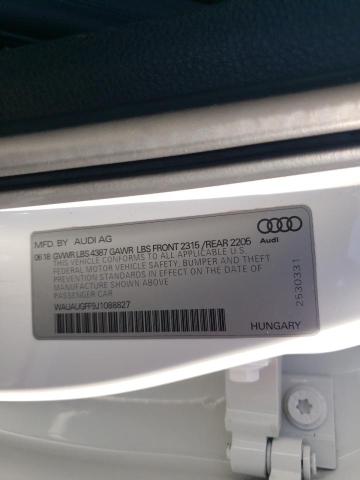 MFD. BY AUDI AG
06·18 GVWR LBS 4387 GAWR LBS FRONT 2315 / REAR 2205
THIS VEHICLE CONFORMS TO ALL APPLICABLE U.S.
FEDERAL MOTOR VEHICLE SAFETY, BUMPER AND THEFT
PREVENTION STANDARDS IN EFFECT ON THE DATE OF
MANUFACTURE SHOWN ABOVE
PASSENGER CAR
WAUAUGFF9J1088827
Audi
2530331
HUNGARY